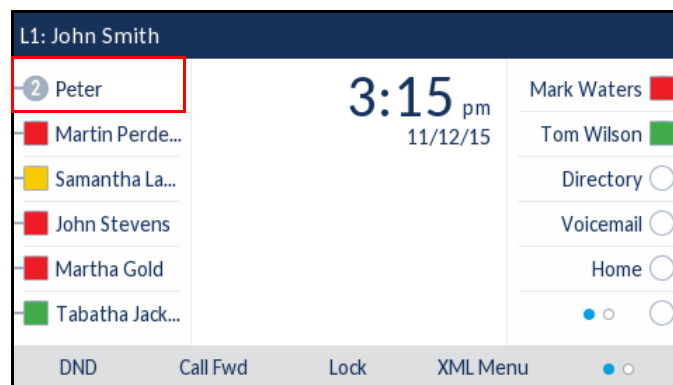 L1: John Smith
2 Peter
Martin Perde...
Samantha La...
John Stevens
Martha Gold
Tabatha Jack...
3:15 pm
11/12/15
Mark Waters
Tom Wilson
Directory
Voicemail
Home
DND Call Fwd Lock XML Menu